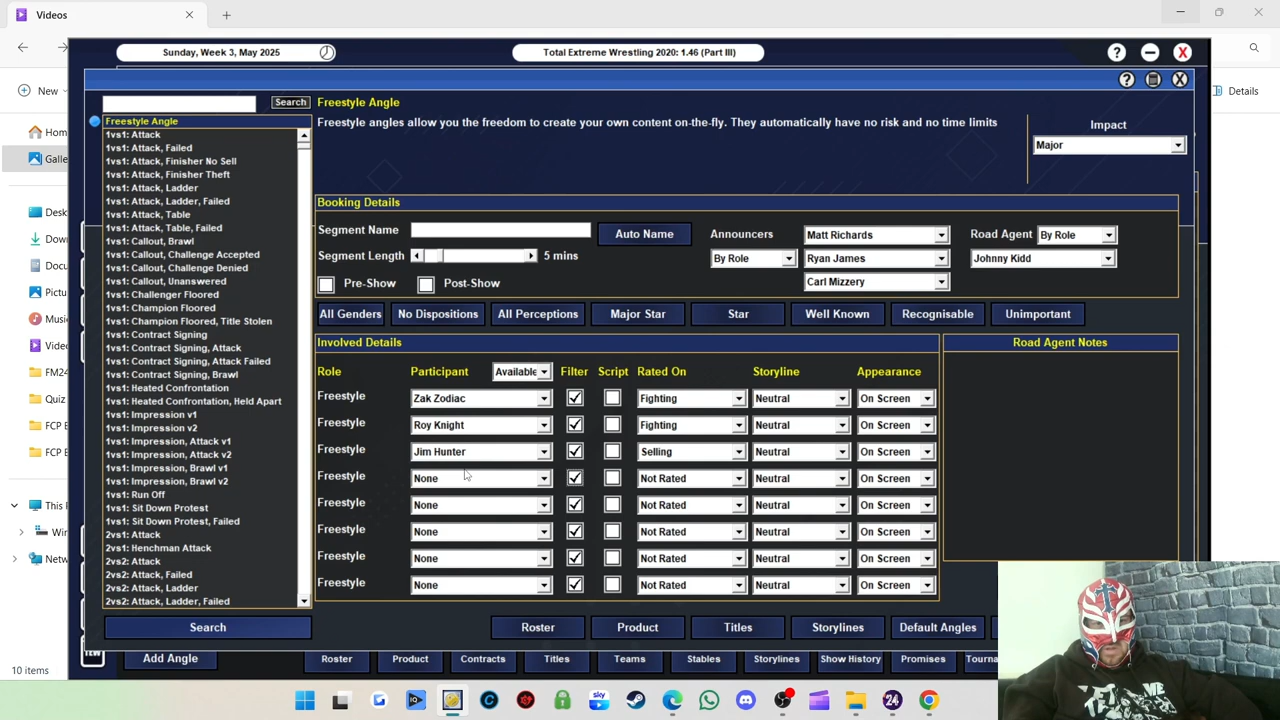 Videos
Sunday, Week 3, May 2025
Total Extreme Wrestling 2020: 1.46 (Part III)
New
Details
Search
Freestyle Angle
Freestyle angles allow you the freedom to create your own content on-the-fly. They automatically have no risk and no time limits
Impact
Major
Freestyle Angle
1vs1: Attack
1vs1: Attack, Failed
1vs1: Attack, Finisher No Sell
1vs1: Attack, Finisher Theft
1vs1: Attack, Ladder
1vs1: Attack, Ladder, Failed
1vs1: Attack, Table
1vs1: Attack, Table, Failed
1vs1: Callout, Brawl
1vs1: Callout, Challenge Accepted
1vs1: Callout, Challenge Denied
1vs1: Callout, Unanswered
1vs1: Challenger Floored
1vs1: Champion Floored
1vs1: Champion Floored, Title Stolen
1vs1: Contract Signing
1vs1: Contract Signing, Attack
1vs1: Contract Signing, Attack Failed
1vs1: Contract Signing, Brawl
1vs1: Heated Confrontation
1vs1: Heated Confrontation, Held Apart
1vs1: Impression v1
1vs1: Impression v2
1vs1: Impression, Attack v1
1vs1: Impression, Attack v2
1vs1: Impression, Brawl v1
1vs1: Impression, Brawl v2
1vs1: Run Off
1vs1: Sit Down Protest
1vs1: Sit Down Protest, Failed
2vs1: Attack
2vs1: Henchman Attack
2vs2: Attack
2vs2: Attack, Failed
2vs2: Attack, Ladder
2vs2: Attack, Ladder, Failed
Search
Booking Details
Segment Name
Auto Name
Announcers
Matt Richards
Road Agent
By Role
Segment Length
5 mins
By Role
Ryan James
Johnny Kidd
Pre-Show
Post-Show
Carl Mizzery
All Genders
No Dispositions
All Perceptions
Major Star
Star
Well Known
Recognisable
Unimportant
Involved Details
Road Agent Notes
Role
Participant
Available
Filter
Script
Rated On
Storyline
Appearance
Freestyle Zak Zodiac Fighting Neutral On Screen
Freestyle Roy Knight Fighting Neutral On Screen
Freestyle Jim Hunter Selling Neutral On Screen
Freestyle None Not Rated Neutral On Screen
Freestyle None Not Rated Neutral On Screen
Freestyle None Not Rated Neutral On Screen
Freestyle None Not Rated Neutral On Screen
Freestyle None Not Rated Neutral On Screen
Roster
Product
Titles
Storylines
Default Angles
Add Angle
Roster
Product
Contracts
Titles
Teams
Stables
Storylines
Show History
Promises
10 items